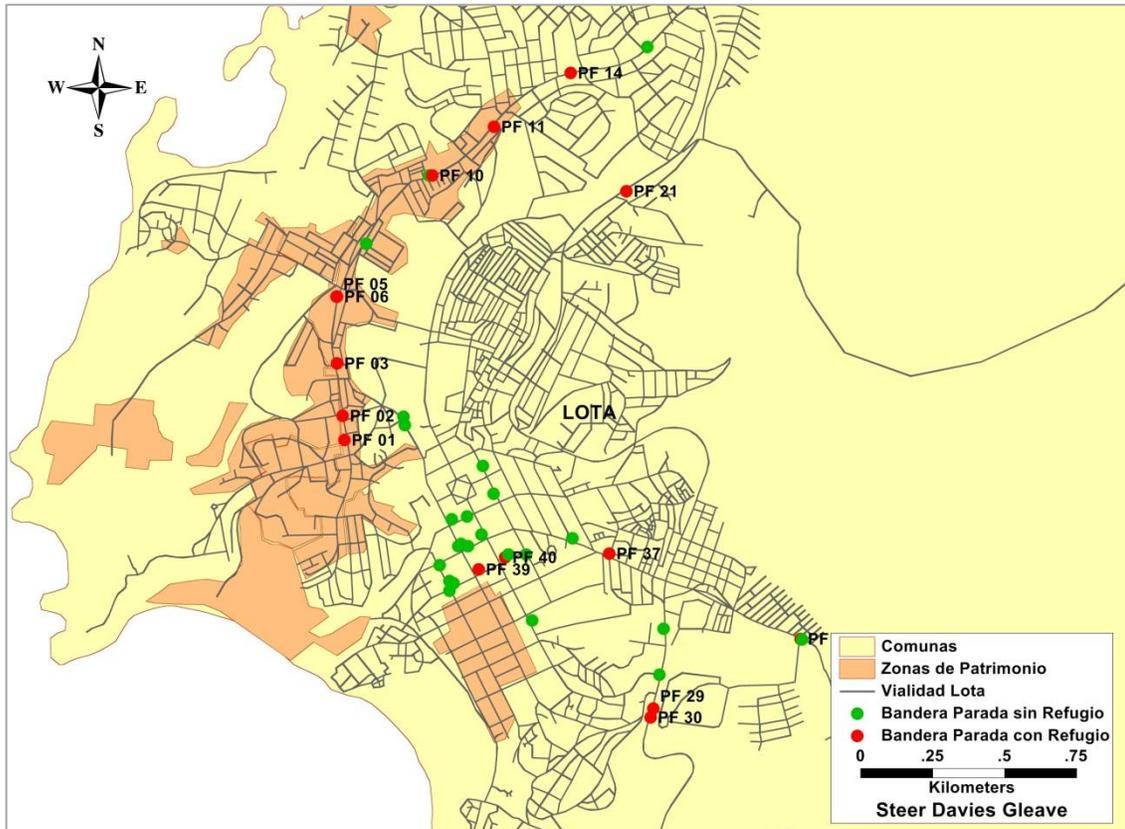 N
W E
S
PF 14
PF 11
PF 10
PF 21
PF 05
PF 06
PF 03
LOTA
PF 02
PF 01
PF 40
PF 37
PF 39
PF
PF 29
PF 30
Comunas
Zonas de Patrimonio
Vialidad Lota
Bandera Parada sin Refugio
Bandera Parada con Refugio
0 .25 .5 .75
Kilometers
Steer Davies Gleave